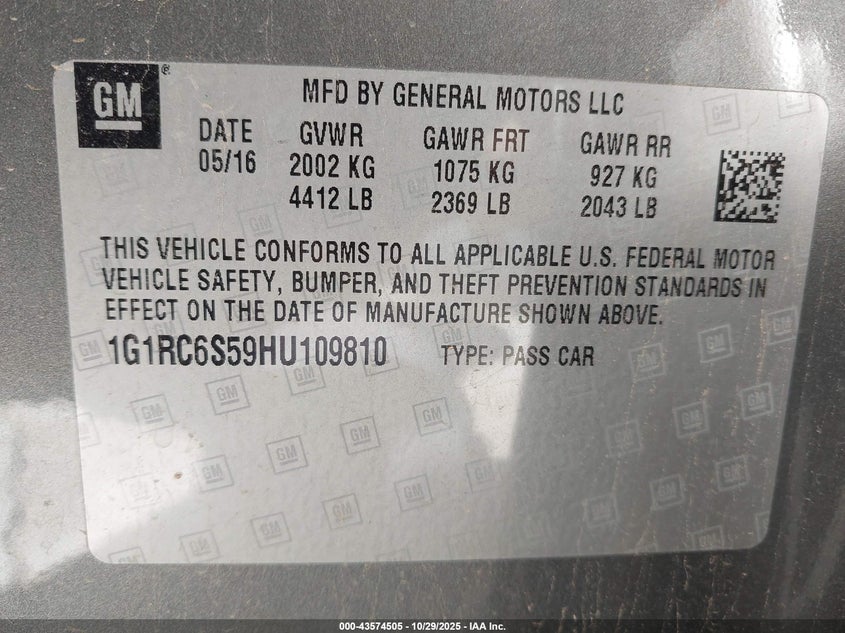 GM
MFD BY GENERAL MOTORS LLC
DATE GVWR GAWR FRT GAWR RR
05/16 2002 KG 1075 KG 927 KG
4412 LB 2369 LB 2043 LB
THIS VEHICLE CONFORMS TO ALL APPLICABLE U.S. FEDERAL MOTOR
VEHICLE SAFETY, BUMPER, AND THEFT PREVENTION STANDARDS IN
EFFECT ON THE DATE OF MANUFACTURE SHOWN ABOVE.
1G1RC6S59HU109810 TYPE: PASS CAR
000-43574505 - 10/29/2025 - IAA Inc.